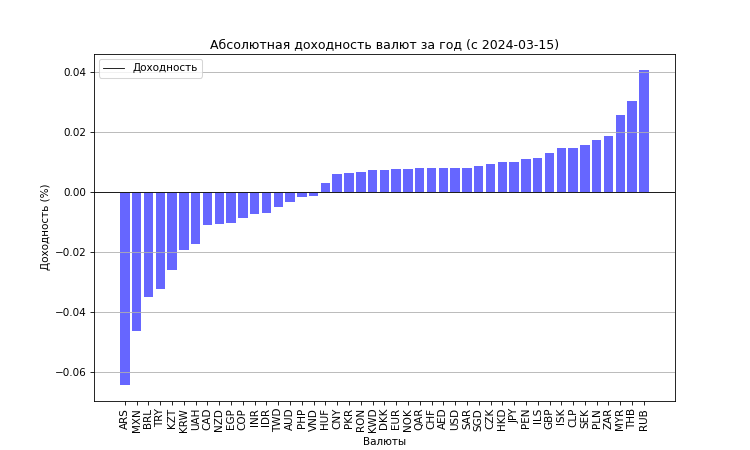 Абсолютная доходность валют за год (с 2024-03-15)
Доходность
0.04
0.02
0.00
−0.02
−0.04
−0.06
Доходность (%)
ARS MXN BRL TRY KZT KRW UAH CAD NZD EGP COP INR IDR TWD AUD PHP VND HUF CNY PKR RON KWD DKK EUR NOK QAR CHF AED USD SAR SGD CZK HKD JPY PEN ILS GBP ISK CLP SEK PLN ZAR MYR THB RUB
Валюты